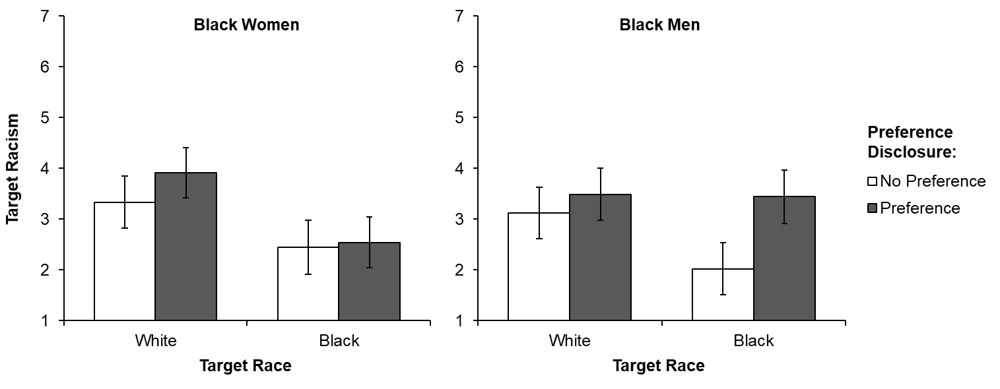 Black Women
Target Racism
7
6
5
4
3
2
1
White
Black
Target Race
Black Men
7
6
5
4
3
2
1
White
Black
Target Race
Preference
Disclosure:
No Preference
Preference